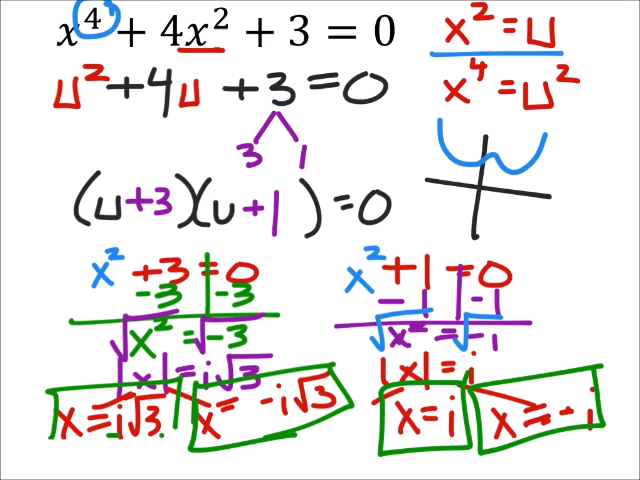 x⁴ + 4x² + 3 = 0
x² = u
x⁴ = u²
u² + 4u + 3 = 0
3 1
(u + 3)(u + 1) = 0
x² + 3 = 0
x² + 1 = 0
- 3 - 3
- 1 - 1
√x² = √-3
√x² = √-1
|x| = i√3
|x| = i
x = i√3
x = -i√3
x = i
x = - i